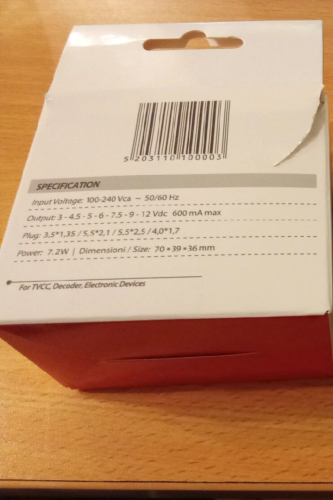 5 203110 100003
SPECIFICATION
Input Voltage: 100-240 Vca ~ 50/60 Hz
Output: 3 - 4.5 - 5 - 6 - 7.5 - 9 - 12 Vdc 600 mA max
Plug: 3,5*1,35 / 5,5*2,1 / 5,5*2,5 / 4,0*1,7
Power: 7.2W | Dimensioni / Size: 70*39*36 mm
For TVCC, Decoder, Electronic Devices